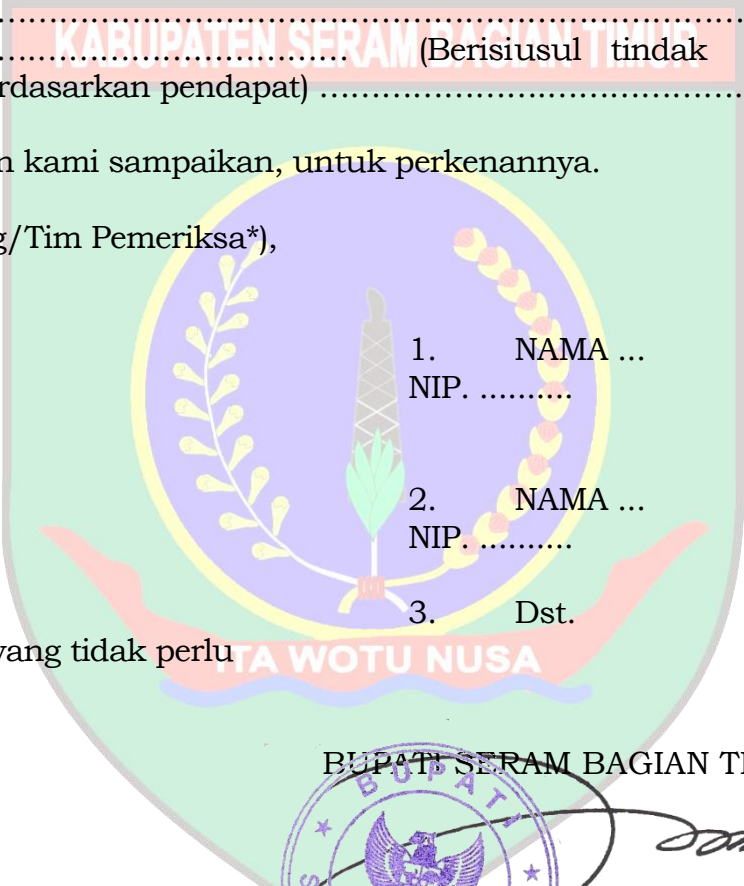 ....................................................................
KABUPATEN SERAM BAGIAN TIMUR
................................ (Berisiusul tindak
rdasarkan pendapat) ........................................
n kami sampaikan, untuk perkenannya.
g/Tim Pemeriksa*),
1. NAMA ...
NIP. ..........
2. NAMA ...
NIP. ..........
3. Dst.
yang tidak perlu
ITA WOTU NUSA
BUPATI SERAM BAGIAN TI
BUPATI